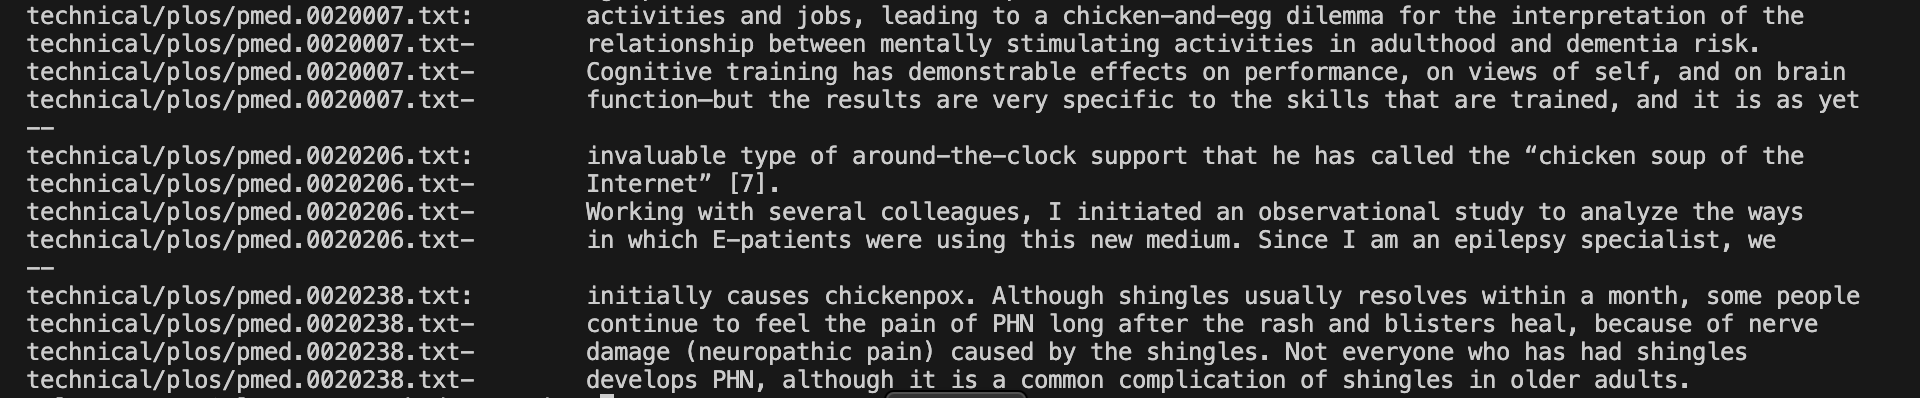 technical/plos/pmed.0020007.txt:        activities and jobs, leading to a chicken-and-egg dilemma for the interpretation of the
technical/plos/pmed.0020007.txt-        relationship between mentally stimulating activities in adulthood and dementia risk.
technical/plos/pmed.0020007.txt-        Cognitive training has demonstrable effects on performance, on views of self, and on brain
technical/plos/pmed.0020007.txt-        function—but the results are very specific to the skills that are trained, and it is as yet
--
technical/plos/pmed.0020206.txt:        invaluable type of around-the-clock support that he has called the “chicken soup of the
technical/plos/pmed.0020206.txt-        Internet” [7].
technical/plos/pmed.0020206.txt-        Working with several colleagues, I initiated an observational study to analyze the ways
technical/plos/pmed.0020206.txt-        in which E-patients were using this new medium. Since I am an epilepsy specialist, we
--
technical/plos/pmed.0020238.txt:        initially causes chickenpox. Although shingles usually resolves within a month, some people
technical/plos/pmed.0020238.txt-        continue to feel the pain of PHN long after the rash and blisters heal, because of nerve
technical/plos/pmed.0020238.txt-        damage (neuropathic pain) caused by the shingles. Not everyone who has had shingles
technical/plos/pmed.0020238.txt-        develops PHN, although it is a common complication of shingles in older adults.